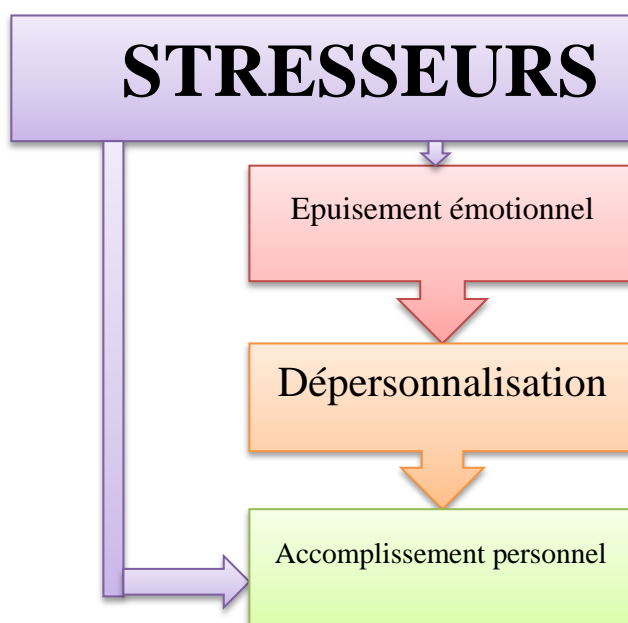 STRESSEURS
Epuisement émotionnel
Dépersonnalisation
Accomplissement personnel